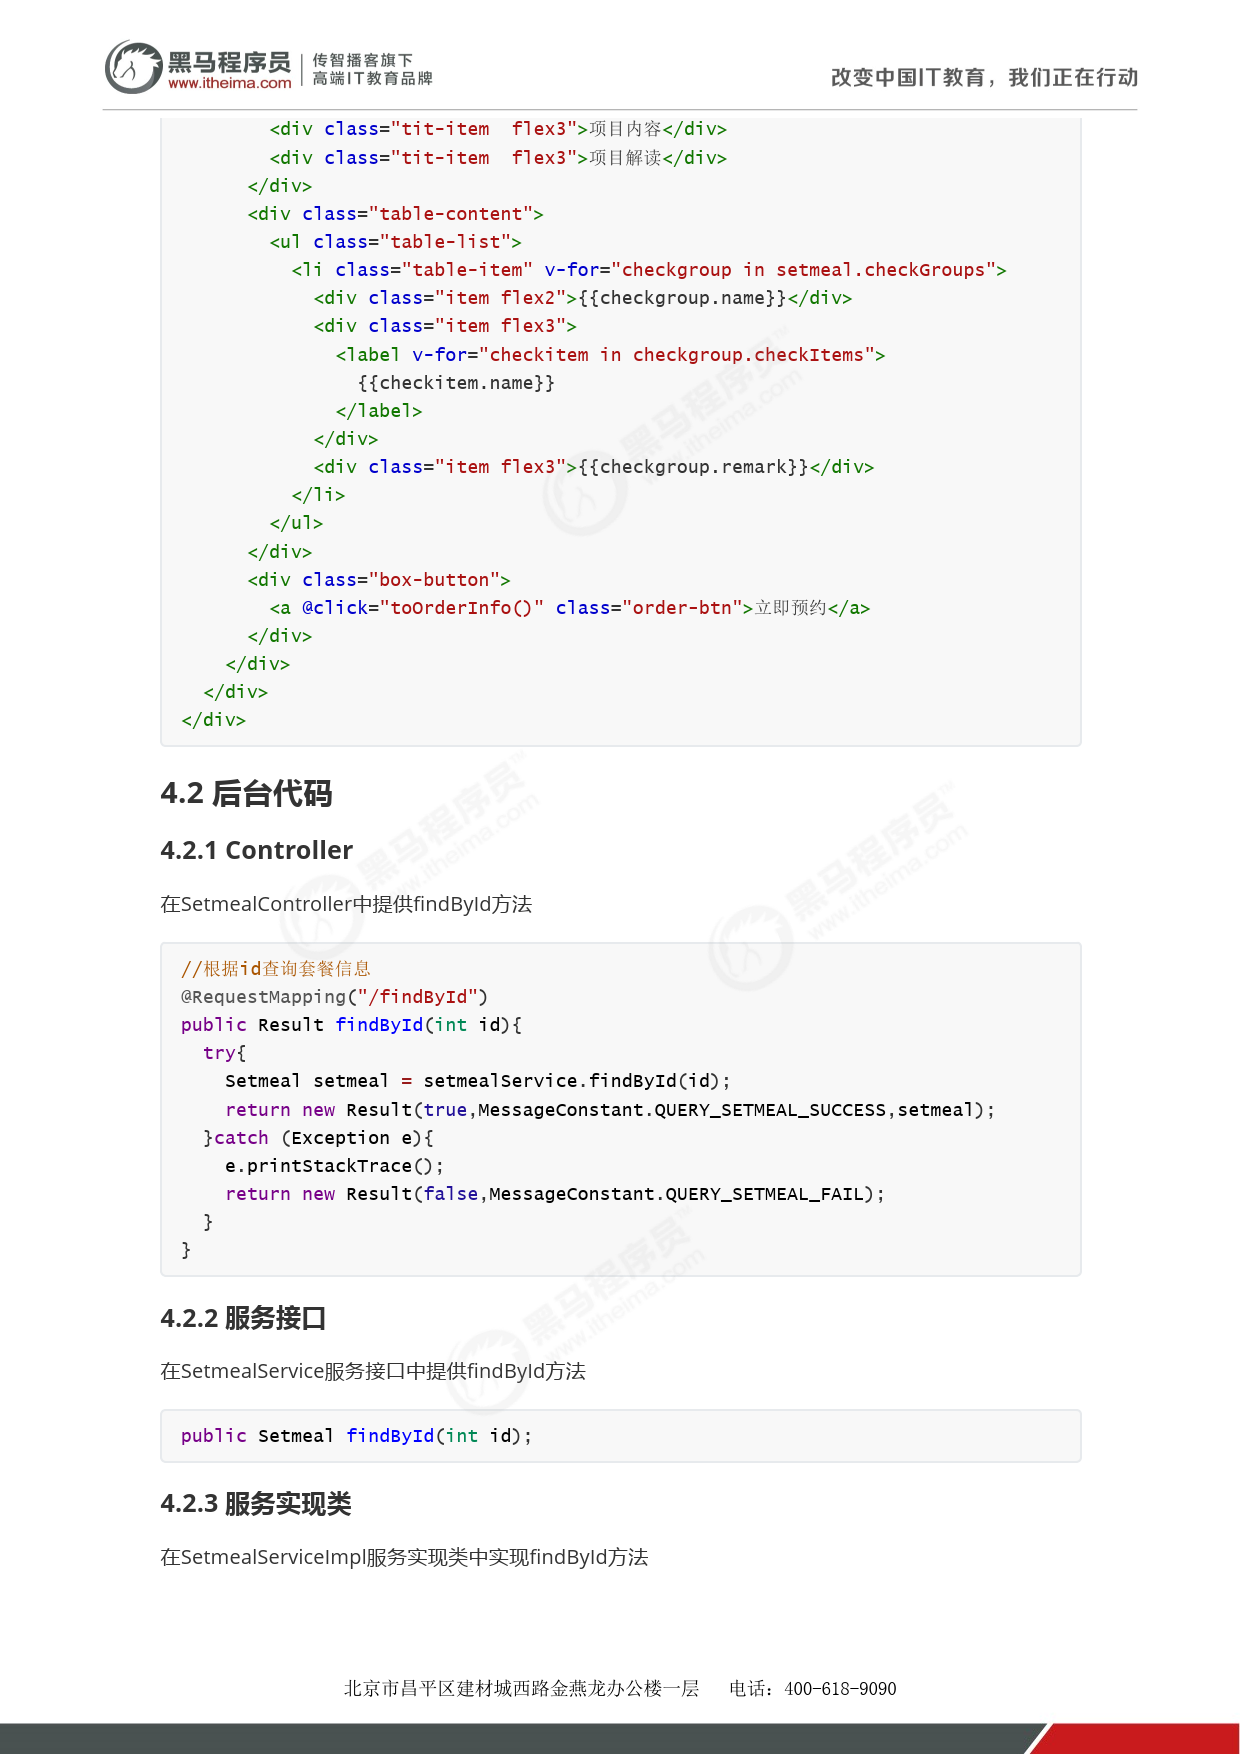 黑马程序员
www.itheima.com
传智播客旗下
高端IT教育品牌
改变中国IT教育，我们正在行动
        <div class="tit-item  flex3">项目内容</div>
        <div class="tit-item  flex3">项目解读</div>
      </div>
      <div class="table-content">
        <ul class="table-list">
          <li class="table-item" v-for="checkgroup in setmeal.checkGroups">
            <div class="item flex2">{{checkgroup.name}}</div>
            <div class="item flex3">
              <label v-for="checkitem in checkgroup.checkItems">
                {{checkitem.name}}
              </label>
            </div>
            <div class="item flex3">{{checkgroup.remark}}</div>
          </li>
        </ul>
      </div>
      <div class="box-button">
        <a @click="toOrderInfo()" class="order-btn">立即预约</a>
      </div>
    </div>
  </div>
</div>
4.2 后台代码
4.2.1 Controller
在SetmealController中提供findById方法
//根据id查询套餐信息
@RequestMapping("/findById")
public Result findById(int id){
  try{
    Setmeal setmeal = setmealService.findById(id);
    return new Result(true,MessageConstant.QUERY_SETMEAL_SUCCESS,setmeal);
  }catch (Exception e){
    e.printStackTrace();
    return new Result(false,MessageConstant.QUERY_SETMEAL_FAIL);
  }
}
4.2.2 服务接口
在SetmealService服务接口中提供findById方法
public Setmeal findById(int id);
4.2.3 服务实现类
在SetmealServiceImpl服务实现类中实现findById方法
北京市昌平区建材城西路金燕龙办公楼一层   电话：400-618-9090